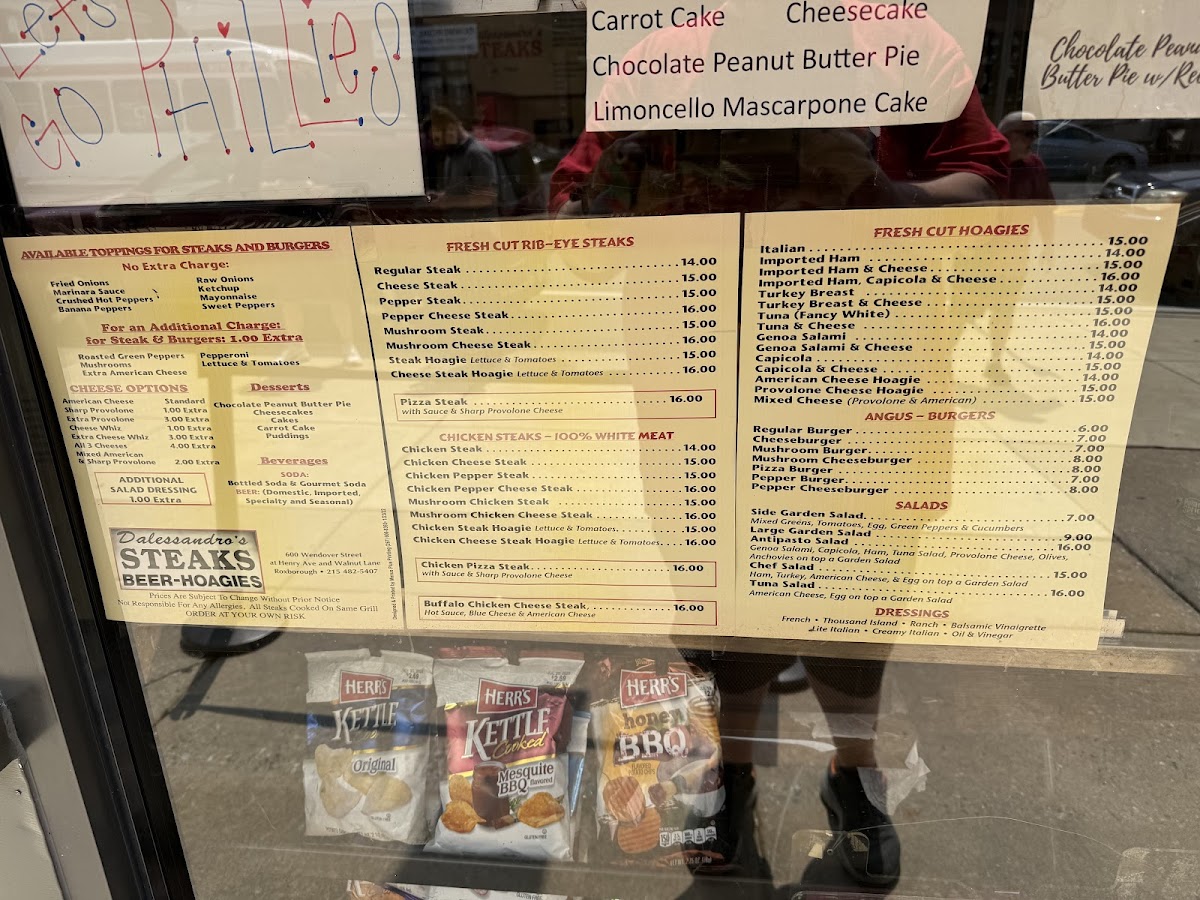 Let's
Go
PHiLLies
Carrot Cake Cheesecake
Chocolate Peanut Butter Pie
Limoncello Mascarpone Cake
Chocolate Peanu
Butter Pie w/Re
STEAKS
AVAILABLE TOPPINGS FOR STEAKS AND BURGERS
No Extra Charge:
Fried Onions Raw Onions
Marinara Sauce Ketchup
Crushed Hot Peppers Mayonnaise
Banana Peppers Sweet Peppers
For an Additional Charge:
for Steak & Burgers: 1.00 Extra
Roasted Green Peppers Pepperoni
Mushrooms Lettuce & Tomatoes
Extra American Cheese
CHEESE OPTIONS
American Cheese Standard
Sharp Provolone 1.00 Extra
Extra Provolone 3.00 Extra
Cheese Whiz 1.00 Extra
Extra Cheese Whiz 3.00 Extra
All 3 Cheeses 4.00 Extra
Mixed American
& Sharp Provolone 2.00 Extra
ADDITIONAL
SALAD DRESSING
1.00 Extra
Desserts
Chocolate Peanut Butter Pie
Cheesecakes
Cakes
Carrot Cake
Puddings
Beverages
SODA:
Bottled Soda & Gourmet Soda
BEER: (Domestic, Imported,
Specialty and Seasonal)
Dalessandro's
STEAKS
BEER-HOAGIES
600 Wendover Street
at Henry Ave and Walnut Lane
Roxborough • 215-482-5407
Prices Are Subject To Change Without Prior Notice
Not Responsible For Any Allergies. All Steaks Cooked On Same Grill
ORDER AT YOUR OWN RISK
FRESH CUT RIB-EYE STEAKS
Regular Steak 14.00
Cheese Steak 15.00
Pepper Steak 15.00
Pepper Cheese Steak 16.00
Mushroom Steak 15.00
Mushroom Cheese Steak 16.00
Steak Hoagie Lettuce & Tomatoes 15.00
Cheese Steak Hoagie Lettuce & Tomatoes 16.00
Pizza Steak 16.00
with Sauce & Sharp Provolone Cheese
CHICKEN STEAKS - 100% WHITE MEAT
Chicken Steak 14.00
Chicken Cheese Steak 15.00
Chicken Pepper Steak 15.00
Chicken Pepper Cheese Steak 16.00
Mushroom Chicken Steak 15.00
Mushroom Chicken Cheese Steak 16.00
Chicken Steak Hoagie Lettuce & Tomatoes 15.00
Chicken Cheese Steak Hoagie Lettuce & Tomatoes 16.00
Chicken Pizza Steak 16.00
with Sauce & Sharp Provolone Cheese
Buffalo Chicken Cheese Steak 16.00
Hot Sauce, Blue Cheese & American Cheese
FRESH CUT HOAGIES
Italian 15.00
Imported Ham 14.00
Imported Ham & Cheese 15.00
Imported Ham, Capicola & Cheese 16.00
Turkey Breast 14.00
Turkey Breast & Cheese 15.00
Tuna (Fancy White) 15.00
Tuna & Cheese 16.00
Genoa Salami 14.00
Genoa Salami & Cheese 15.00
Capicola 14.00
Capicola & Cheese 15.00
American Cheese Hoagie 14.00
Provolone Cheese Hoagie 15.00
Mixed Cheese (Provolone & American) 15.00
ANGUS - BURGERS
Regular Burger 6.00
Cheeseburger 7.00
Mushroom Burger 7.00
Mushroom Cheeseburger 8.00
Pizza Burger 8.00
Pepper Burger 7.00
Pepper Cheeseburger 8.00
SALADS
Side Garden Salad 7.00
Mixed Greens, Tomatoes, Egg, Green Peppers & Cucumbers
Large Garden Salad 9.00
Antipasto Salad 16.00
Genoa Salami, Capicola, Ham, Tuna Salad, Provolone Cheese, Olives,
Anchovies on top a Garden Salad
Chef Salad 15.00
Ham, Turkey, American Cheese, & Egg on top a Garden Salad
Tuna Salad 16.00
American Cheese, Egg on top a Garden Salad
DRESSINGS
French • Thousand Island • Ranch • Balsamic Vinaigrette
Lite Italian • Creamy Italian • Oil & Vinegar
HERR'S
KETTLE
Original
HERR'S
KETTLE
Cooked
Mesquite
BBQ flavored
HERR'S
honey
BBQ
FLAVORED
POTATO CHIPS